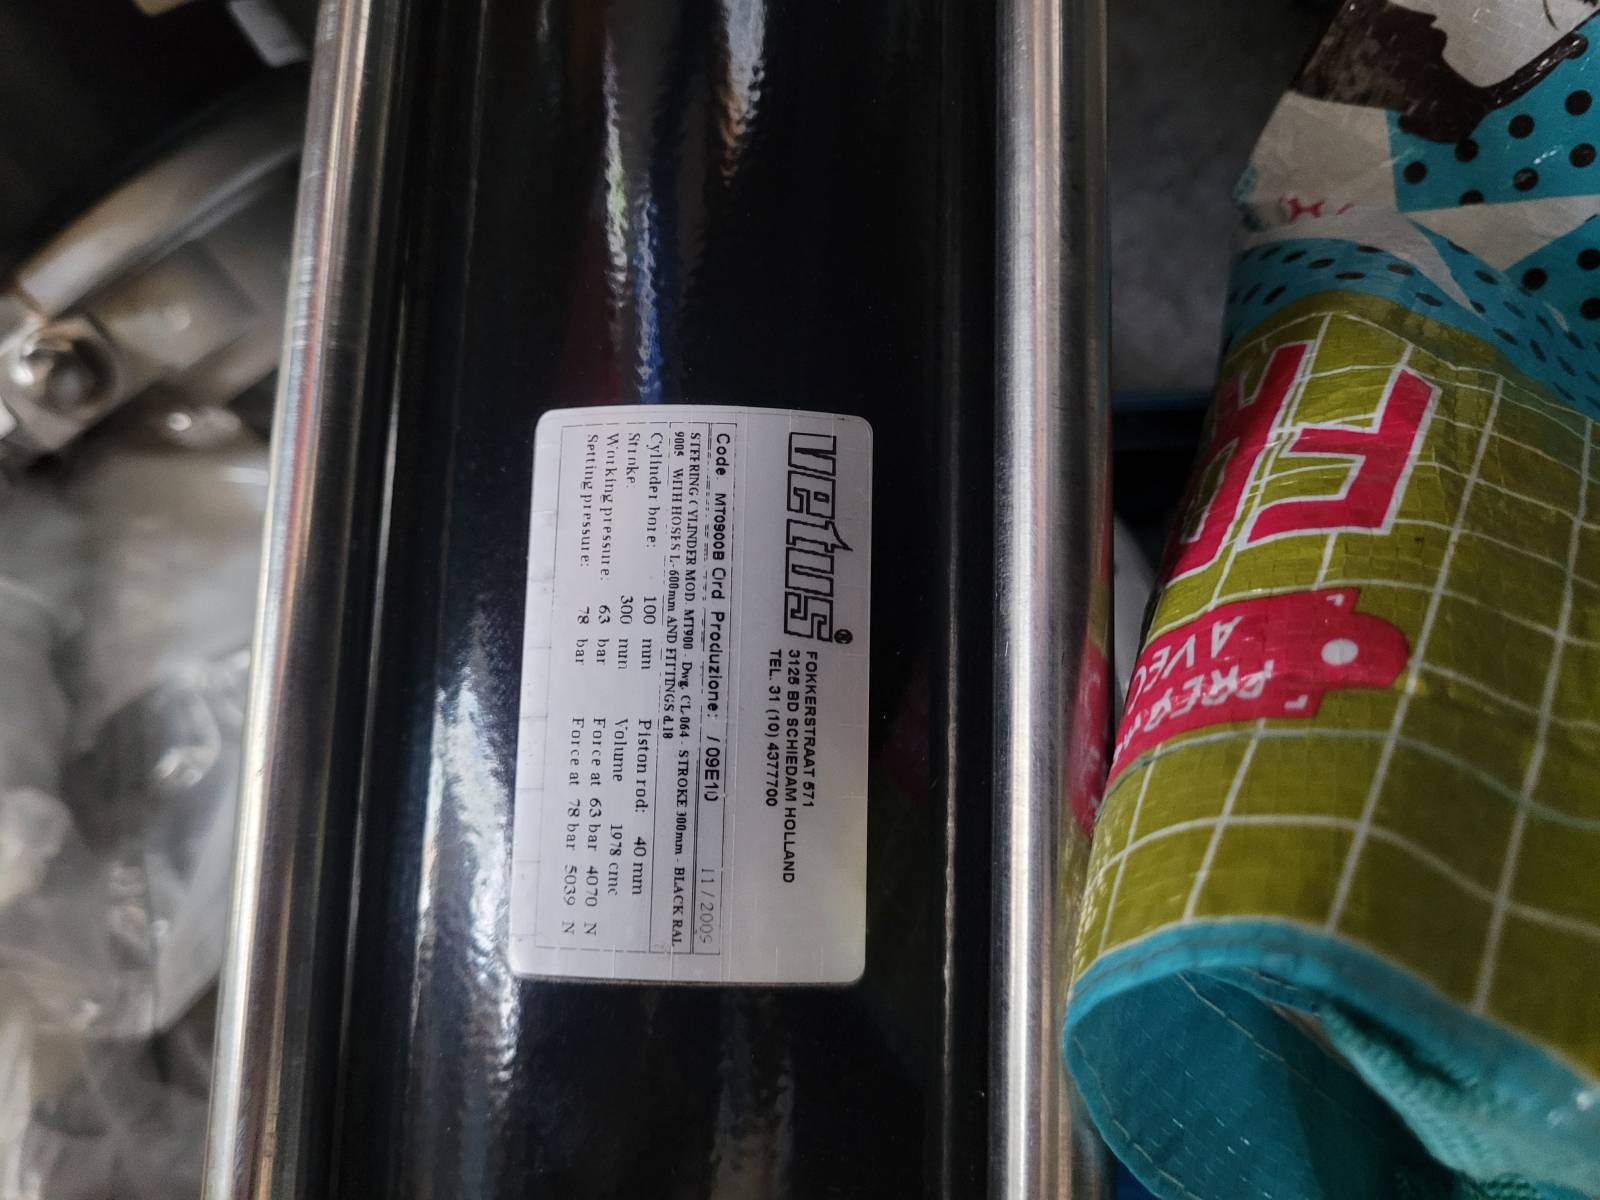 vetus®
FOKKERSTRAAT 571
3125 BD SCHIEDAM HOLLAND
TEL. 31 (10) 4377700
Code. MT0900B Ord Produzione: / 09E10 11 / 2009
STEERING CYLINDER MOD. MT900 - Dwg. CL.064 - STROKE 300mm - BLACK RAL
9005 WITH HOSES L-600mm AND FITTINGS d.18
Cylinder bore: 100 mm Piston rod: 40 mm
Stroke: 300 mm Volume 1978 cmc
Working pressure: 63 bar Force at 63 bar 4070 N
Setting pressure: 78 bar Force at 78 bar 5039 N
AVEC